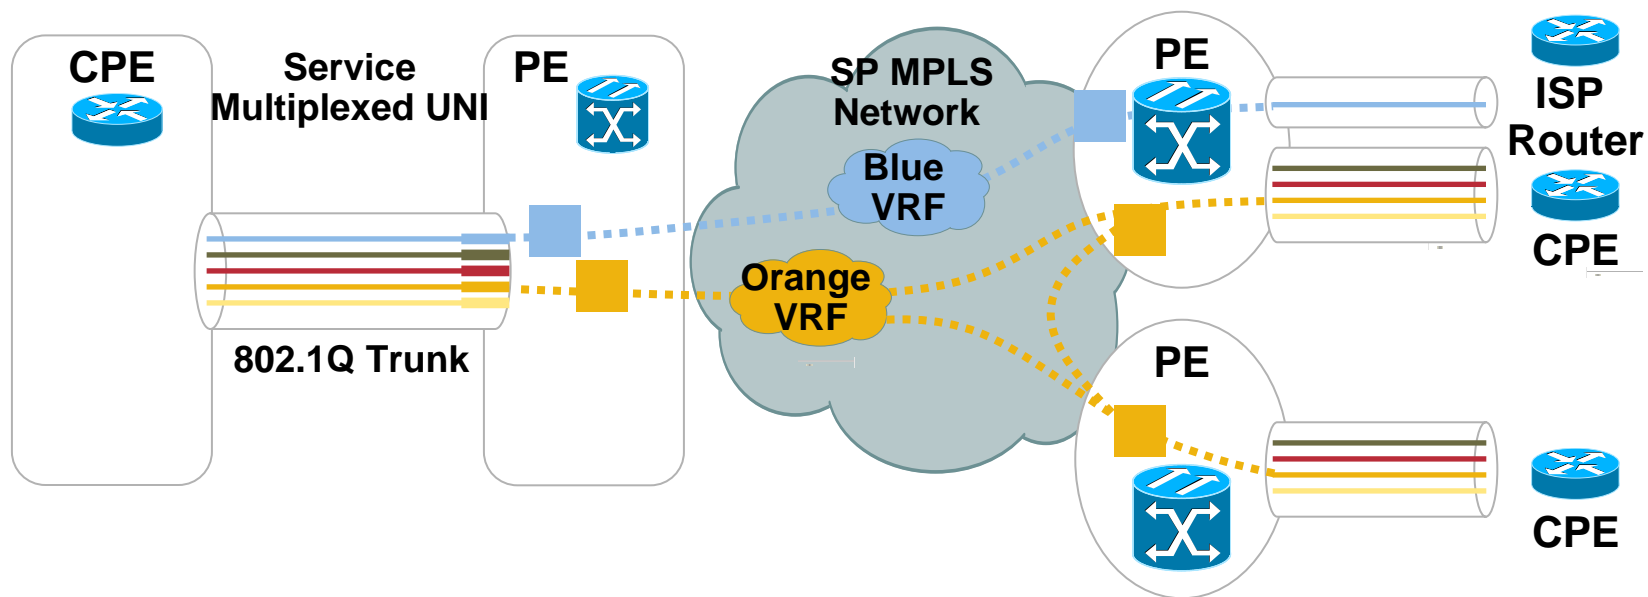 CPE
Service
Multiplexed UNI
PE
SP MPLS
Network
PE
ISP
Router
Blue
VRF
Orange
VRF
CPE
802.1Q Trunk
PE
CPE